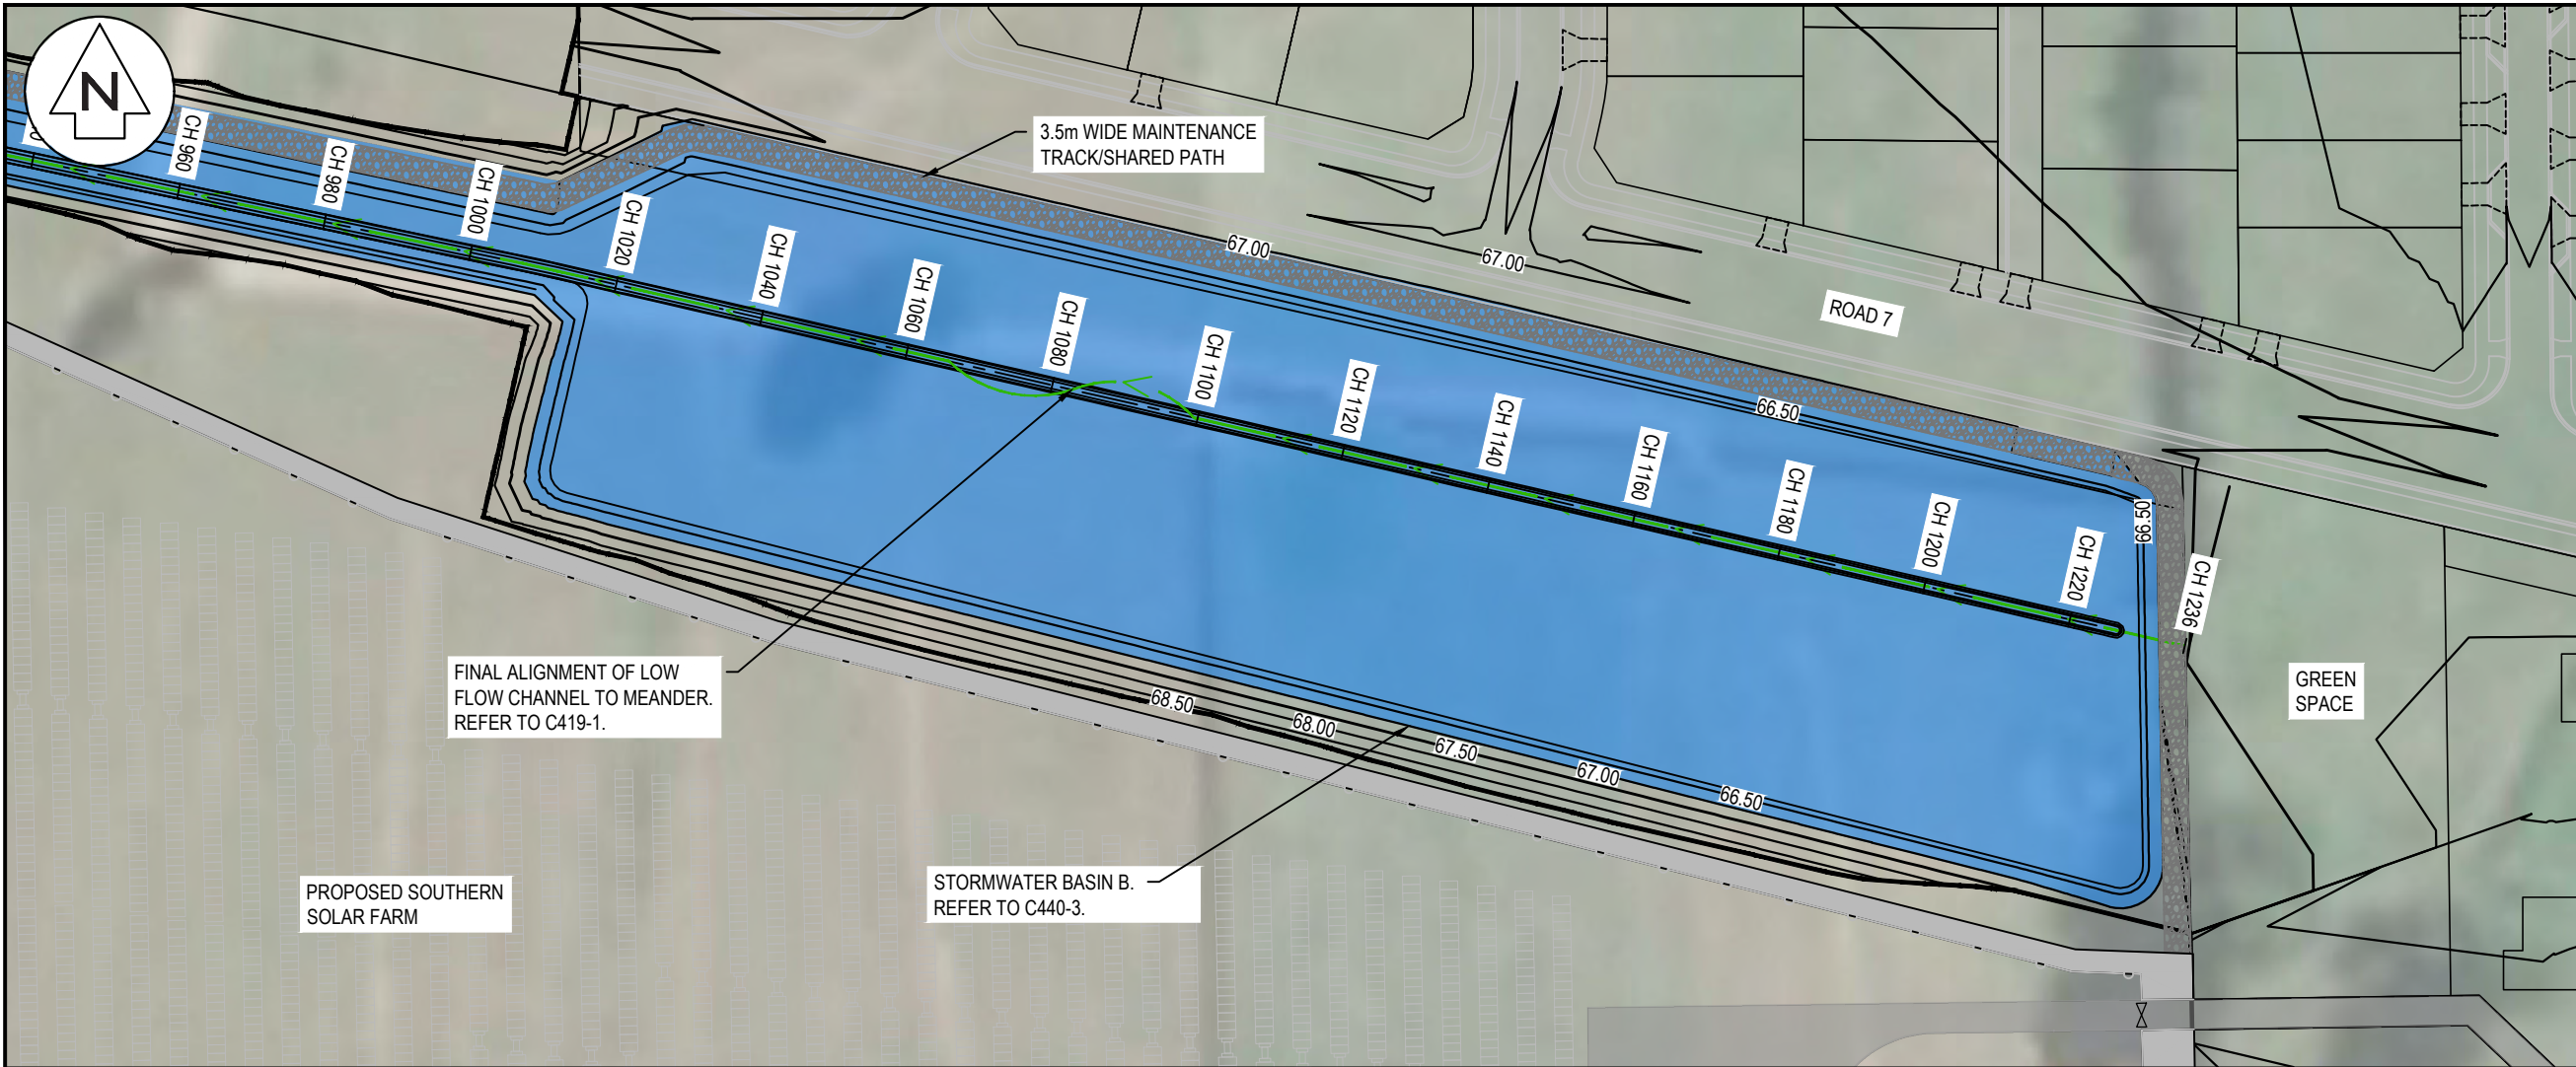 N
3.5m WIDE MAINTENANCE
TRACK/SHARED PATH
CH 960
CH 980
CH 1000
CH 1020
CH 1040
CH 1060
CH 1080
CH 1100
CH 1120
CH 1140
CH 1160
CH 1180
CH 1200
CH 1220
CH 1236
67.00
67.00
ROAD 7
66.50
66.50
GREEN
SPACE
FINAL ALIGNMENT OF LOW
FLOW CHANNEL TO MEANDER.
REFER TO C419-1.
68.50
68.00
67.50
67.00
66.50
STORMWATER BASIN B.
REFER TO C440-3.
PROPOSED SOUTHERN
SOLAR FARM